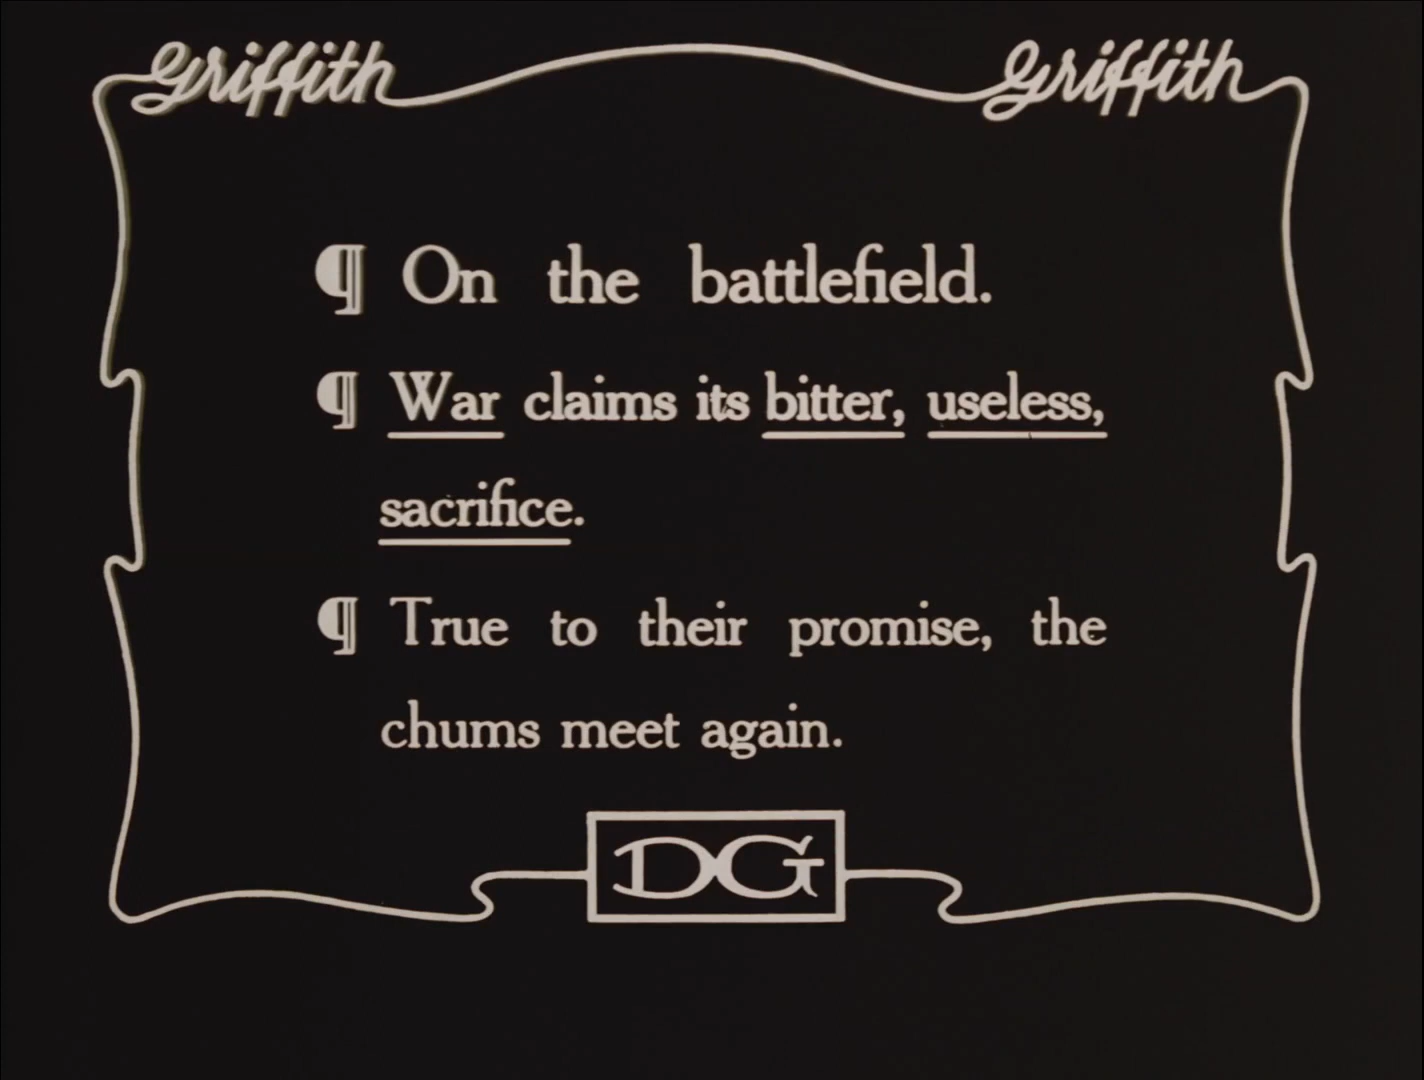 Griffith Griffith
¶ On the battlefield.
¶ War claims its bitter, useless,
sacrifice.
¶ True to their promise, the
chums meet again.
DG